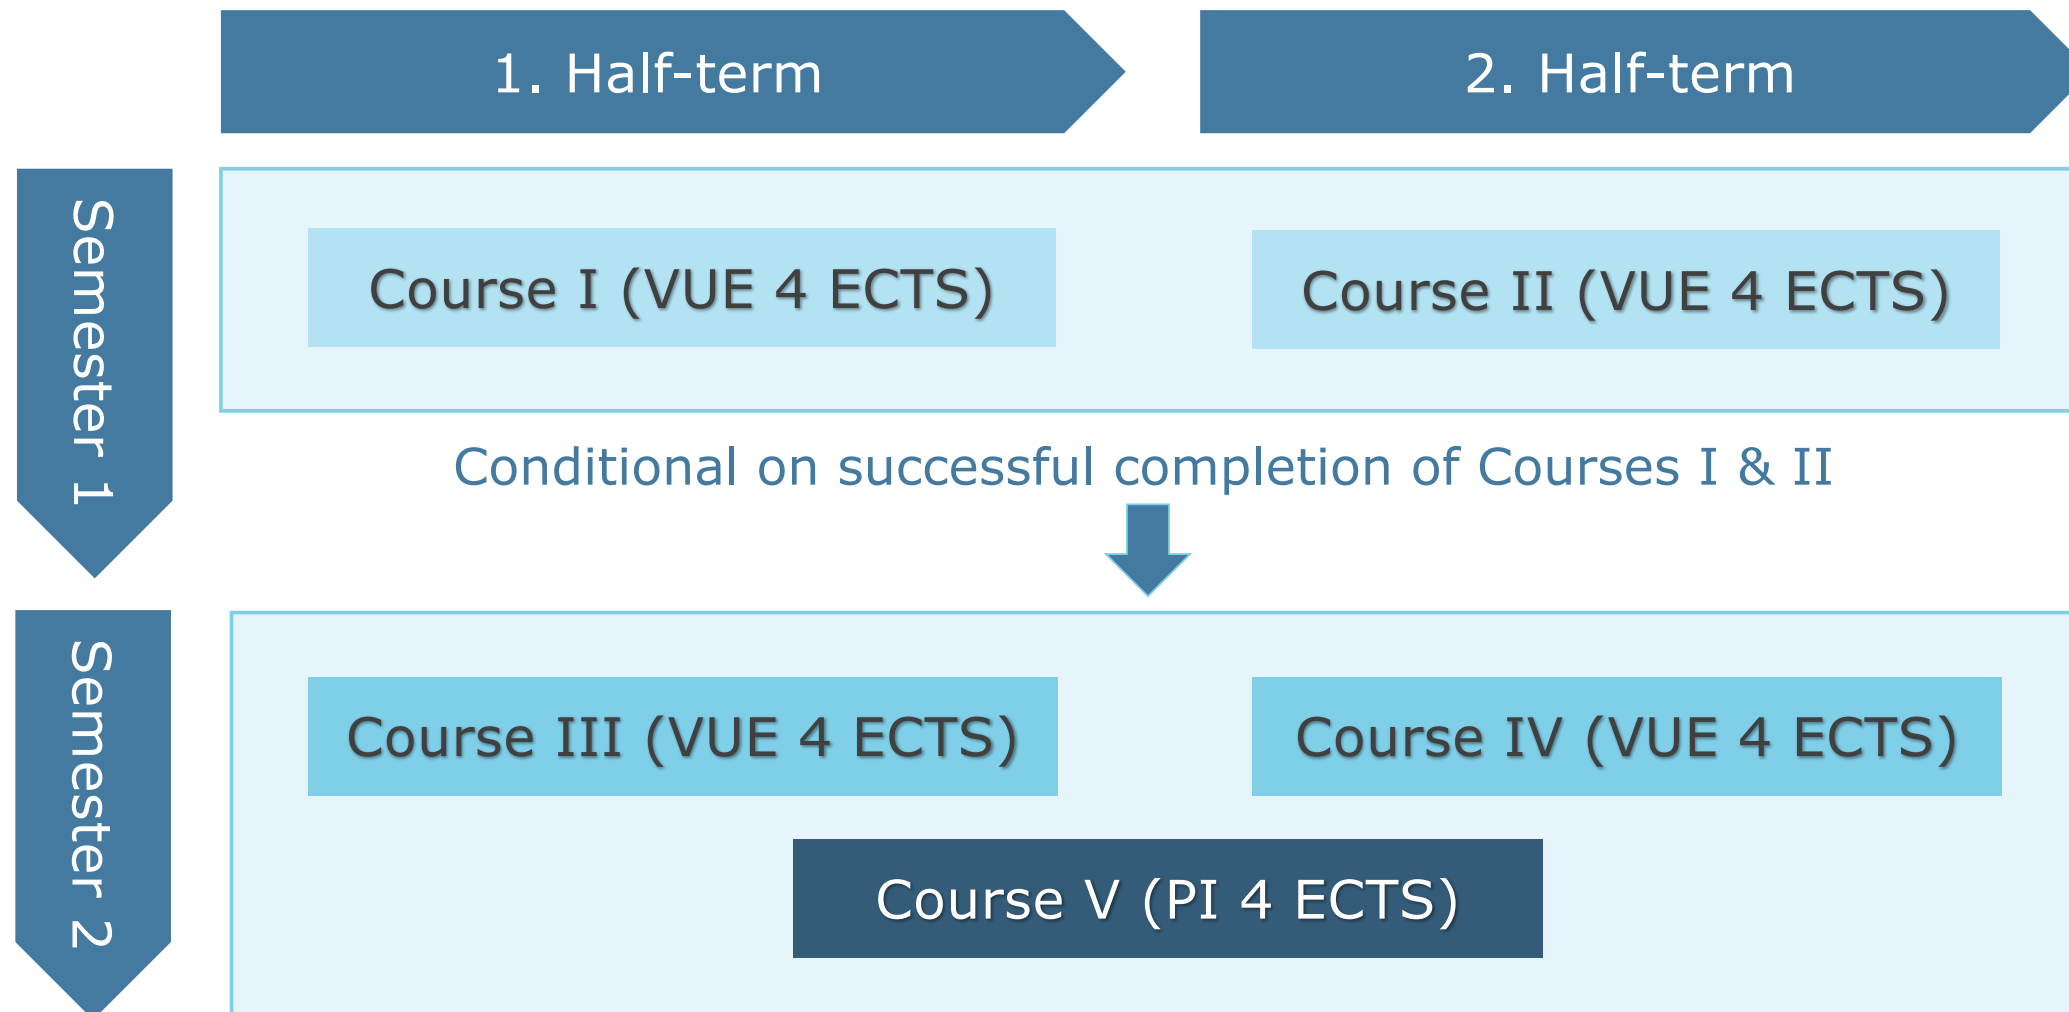 1. Half-term
2. Half-term
Semester 1
Course I (VUE 4 ECTS)
Course II (VUE 4 ECTS)
Conditional on successful completion of Courses I & II
Semester 2
Course III (VUE 4 ECTS)
Course IV (VUE 4 ECTS)
Course V (PI 4 ECTS)